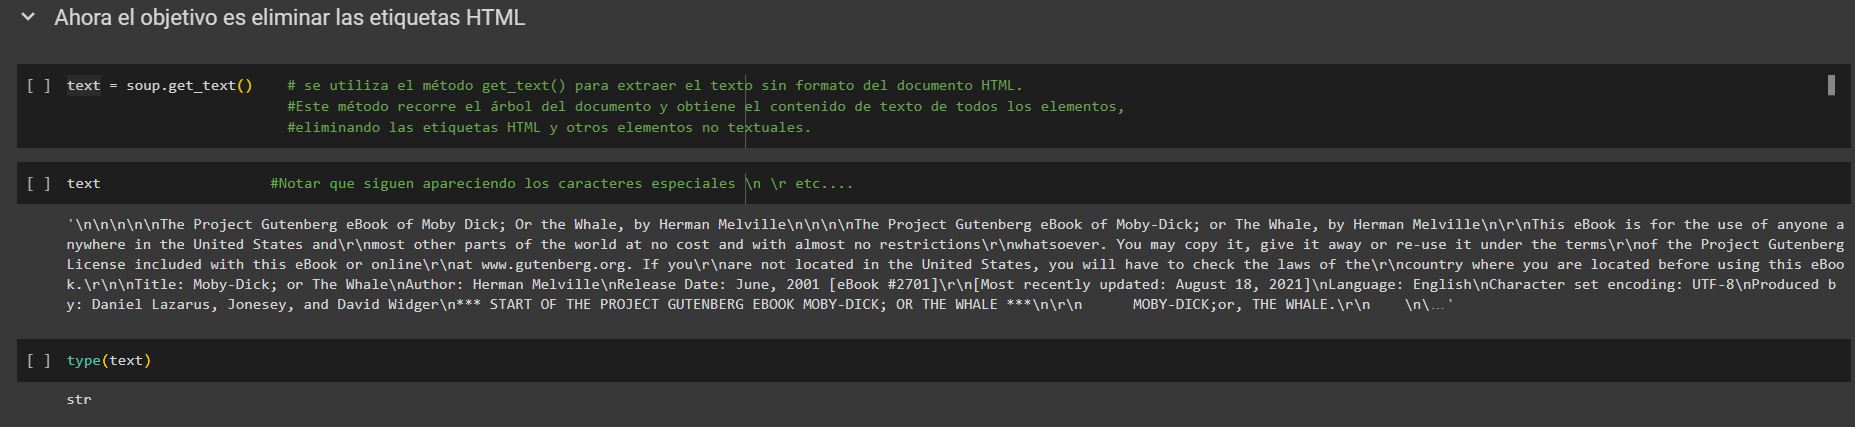 Ahora el objetivo es eliminar las etiquetas HTML
[ ] text = soup.get_text()    # se utiliza el método get_text() para extraer el texto sin formato del documento HTML.
#Este método recorre el árbol del documento y obtiene el contenido de texto de todos los elementos,
#eliminando las etiquetas HTML y otros elementos no textuales.
[ ] text    #Notar que siguen apareciendo los caracteres especiales \n \r etc....
'\n\n\n\n\nThe Project Gutenberg eBook of Moby Dick; Or the Whale, by Herman Melville\n\n\n\nThe Project Gutenberg eBook of Moby-Dick; or The Whale, by Herman Melville\n\r\nThis eBook is for the use of anyone a
nywhere in the United States and\r\nmost other parts of the world at no cost and with almost no restrictions\r\nwhatsoever. You may copy it, give it away or re-use it under the terms\r\nof the Project Gutenberg
License included with this eBook or online\r\nat www.gutenberg.org. If you\r\nare not located in the United States, you will have to check the laws of the\r\ncountry where you are located before using this eBoo
k.\r\n\nTitle: Moby-Dick; or The Whale\nAuthor: Herman Melville\nRelease Date: June, 2001 [eBook #2701]\r\n[Most recently updated: August 18, 2021]\nLanguage: English\nCharacter set encoding: UTF-8\nProduced b
y: Daniel Lazarus, Jonesey, and David Widger\n*** START OF THE PROJECT GUTENBERG EBOOK MOBY-DICK; OR THE WHALE ***\n\r\n      MOBY-DICK;or, THE WHALE.\r\n    \n\…'
[ ] type(text)
str